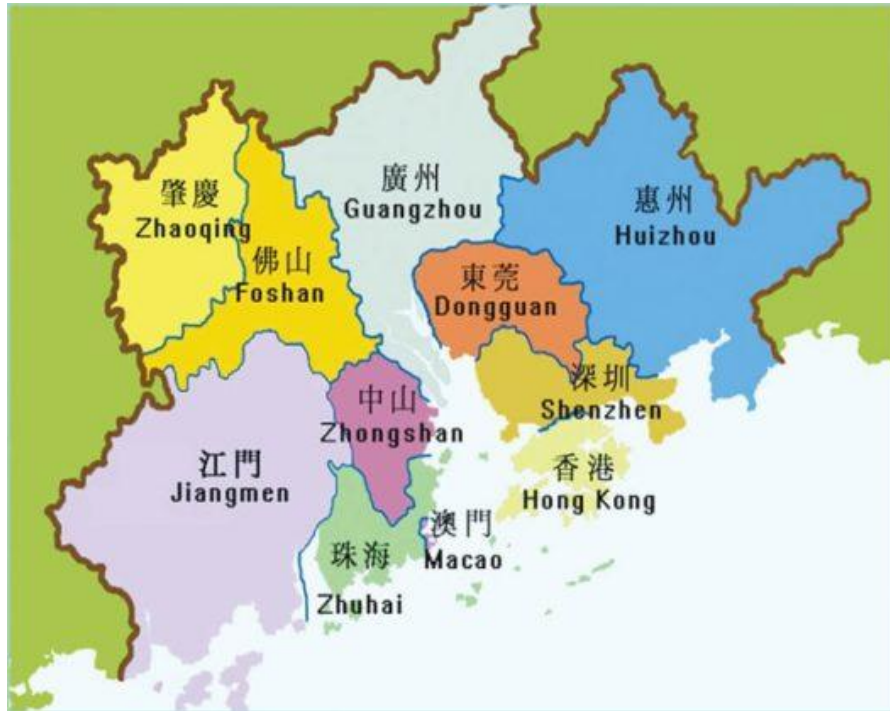 肇慶
Zhaoqing
佛山
Foshan
廣州
Guangzhou
惠州
Huizhou
東莞
Dongguan
深圳
Shenzhen
中山
Zhongshan
江門
Jiangmen
香港
Hong Kong
澳門
Macao
珠海
Zhuhai